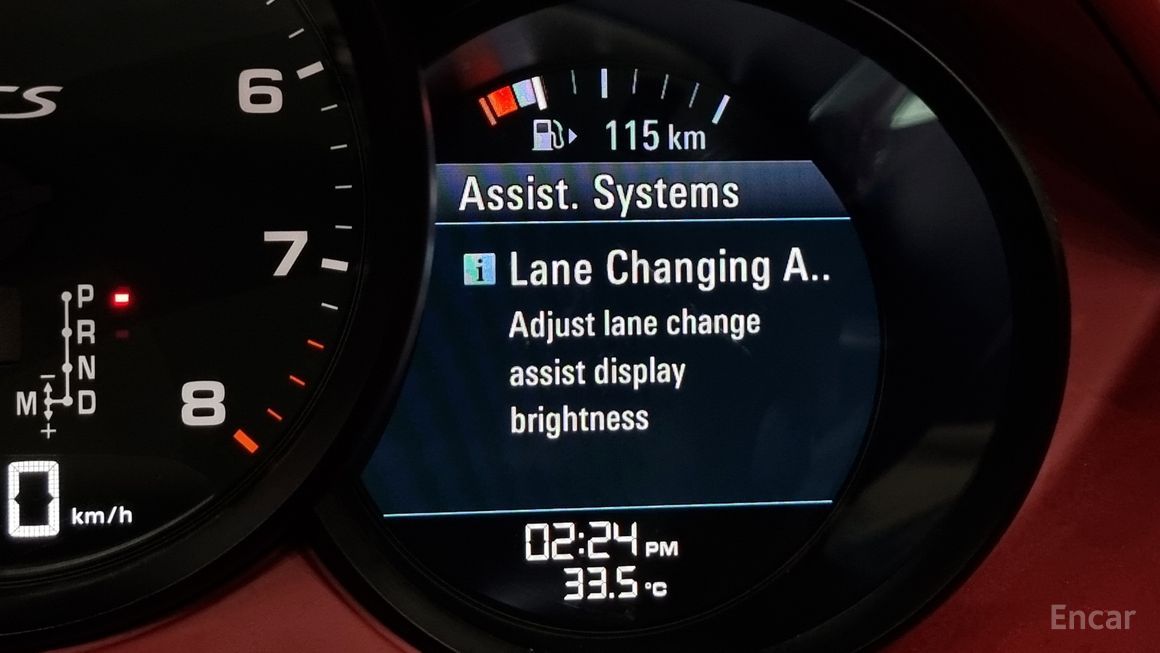 6
7
8
P
R
N
M D
0 km/h
115 km
Assist. Systems
i Lane Changing A..
Adjust lane change
assist display
brightness
02:24 PM
33.5 °C
Encar